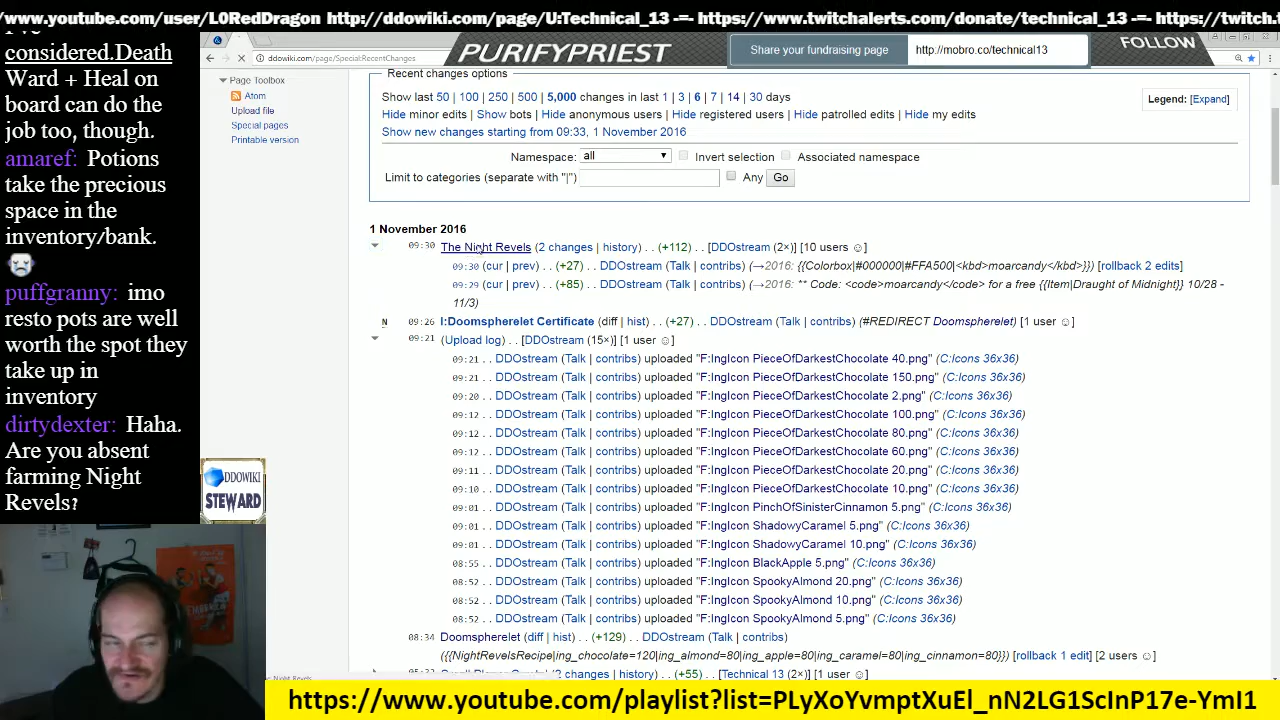 www.youtube.com/user/L0RedDragon http://ddowiki.com/page/U:Technical_13 -=- https://www.twitchalerts.com/donate/technical_13 -=- https://twitch.t
I've
considered.Death
Ward + Heal on
board can do the
job too, though.
amaref: Potions
take the precious
space in the
inventory/bank.
puffgranny: imo
resto pots are well
worth the spot they
take up in
inventory
dirtydexter: Haha.
Are you absent
farming Night
Revels?
DDOWIKI
STEWARD
PURIFYPRIEST
Share your fundraising page
http://mobro.co/technical13
FOLLOW
ddowiki.com/page/Special:RecentChanges
Page Toolbox
Atom
Upload file
Special pages
Printable version
Recent changes options
Show last 50 | 100 | 250 | 500 | 5,000 changes in last 1 | 3 | 6 | 7 | 14 | 30 days
Legend: [Expand]
Hide minor edits | Show bots | Hide anonymous users | Hide registered users | Hide patrolled edits | Hide my edits
Show new changes starting from 09:33, 1 November 2016
Namespace: all Invert selection Associated namespace
Limit to categories (separate with "|") Any Go
1 November 2016
09:30 The Night Revels (2 changes | history) . . (+112) . . [DDOstream (2×)] [10 users ☺]
09:30 (cur | prev) . . (+27) . . DDOstream (Talk | contribs) (→2016: {{Colorbox|#000000|#FFA500|<kbd>moarcandy</kbd>}}) [rollback 2 edits]
09:29 (cur | prev) . . (+85) . . DDOstream (Talk | contribs) (→2016: ** Code: <code>moarcandy</code> for a free {{Item|Draught of Midnight}} 10/28 -
11/3)
N 09:26 I:Doomspherelet Certificate (diff | hist) . . (+27) . . DDOstream (Talk | contribs) (#REDIRECT Doomspherelet) [1 user ☺]
09:21 (Upload log) . . [DDOstream (15×)] [1 user ☺]
09:21 . . DDOstream (Talk | contribs) uploaded "F:IngIcon PieceOfDarkestChocolate 40.png" (C:Icons 36x36)
09:21 . . DDOstream (Talk | contribs) uploaded "F:IngIcon PieceOfDarkestChocolate 150.png" (C:Icons 36x36)
09:20 . . DDOstream (Talk | contribs) uploaded "F:IngIcon PieceOfDarkestChocolate 2.png" (C:Icons 36x36)
09:12 . . DDOstream (Talk | contribs) uploaded "F:IngIcon PieceOfDarkestChocolate 100.png" (C:Icons 36x36)
09:12 . . DDOstream (Talk | contribs) uploaded "F:IngIcon PieceOfDarkestChocolate 80.png" (C:Icons 36x36)
09:12 . . DDOstream (Talk | contribs) uploaded "F:IngIcon PieceOfDarkestChocolate 60.png" (C:Icons 36x36)
09:11 . . DDOstream (Talk | contribs) uploaded "F:IngIcon PieceOfDarkestChocolate 20.png" (C:Icons 36x36)
09:10 . . DDOstream (Talk | contribs) uploaded "F:IngIcon PieceOfDarkestChocolate 10.png" (C:Icons 36x36)
09:01 . . DDOstream (Talk | contribs) uploaded "F:IngIcon PinchOfSinisterCinnamon 5.png" (C:Icons 36x36)
09:01 . . DDOstream (Talk | contribs) uploaded "F:IngIcon ShadowyCaramel 5.png" (C:Icons 36x36)
09:01 . . DDOstream (Talk | contribs) uploaded "F:IngIcon ShadowyCaramel 10.png" (C:Icons 36x36)
08:55 . . DDOstream (Talk | contribs) uploaded "F:IngIcon BlackApple 5.png" (C:Icons 36x36)
08:52 . . DDOstream (Talk | contribs) uploaded "F:IngIcon SpookyAlmond 20.png" (C:Icons 36x36)
08:52 . . DDOstream (Talk | contribs) uploaded "F:IngIcon SpookyAlmond 10.png" (C:Icons 36x36)
08:52 . . DDOstream (Talk | contribs) uploaded "F:IngIcon SpookyAlmond 5.png" (C:Icons 36x36)
08:34 Doomspherelet (diff | hist) . . (+129) . . DDOstream (Talk | contribs)
({{NightRevelsRecipe|ing_chocolate=120|ing_almond=80|ing_apple=80|ing_caramel=80|ing_cinnamon=80}}) [rollback 1 edit] [2 users ☺]
(2 changes | history) . . (+55) . . [Technical 13 (2×)] [1 user ☺]
https://www.youtube.com/playlist?list=PLyXoYvmptXuEl_nN2LG1ScInP17e-YmI1